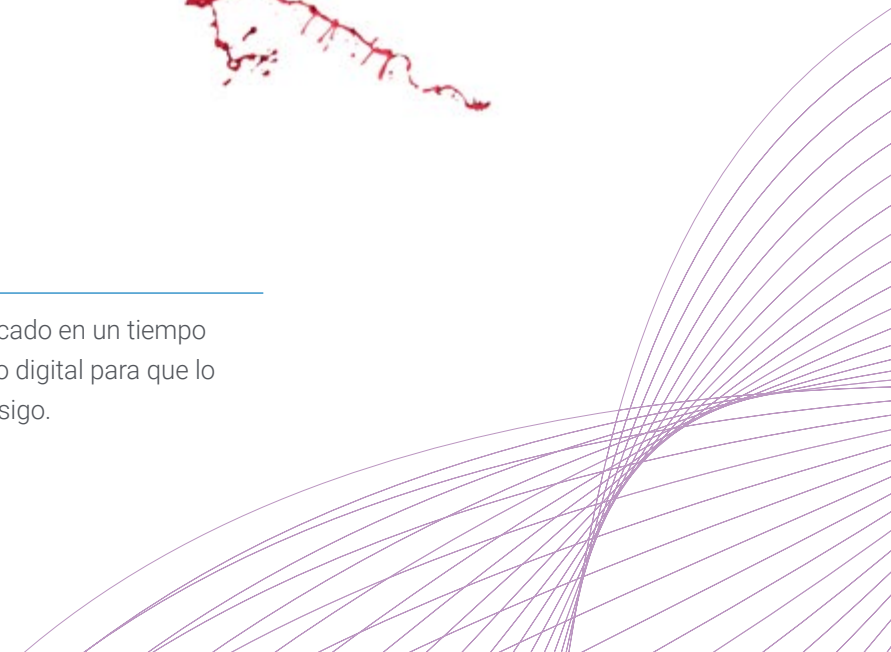 cado en un tiempo
o digital para que lo
sigo.